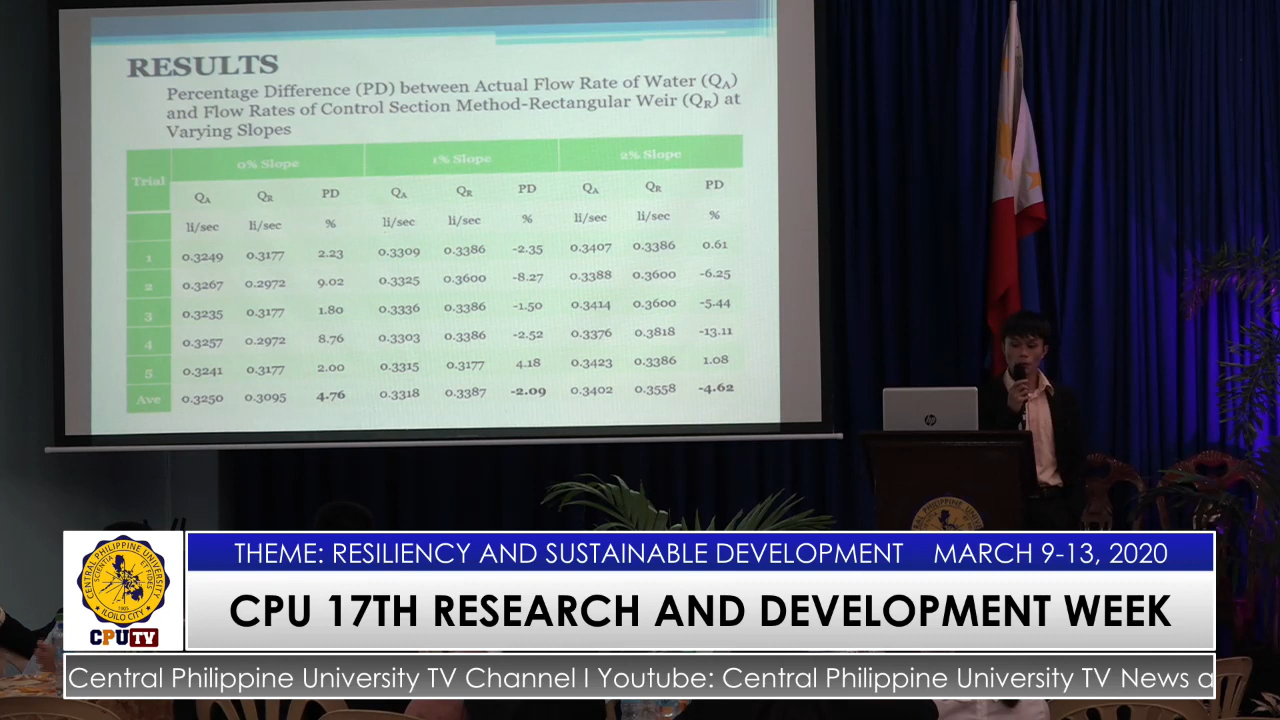 RESULTS
Percentage Difference (PD) between Actual Flow Rate of Water (QA)
and Flow Rates of Control Section Method-Rectangular Weir (QR) at
Varying Slopes
Trial 0% Slope 1% Slope 2% Slope
QA QR PD QA QR PD QA QR PD
li/sec li/sec % li/sec li/sec % li/sec li/sec %
1 0.3249 0.3177 2.23 0.3309 0.3386 -2.35 0.3407 0.3386 0.61
2 0.3267 0.2972 9.02 0.3325 0.3600 -8.27 0.3388 0.3600 -6.25
3 0.3235 0.3177 1.80 0.3336 0.3386 -1.50 0.3414 0.3600 -5.44
4 0.3257 0.2972 8.76 0.3303 0.3386 -2.52 0.3376 0.3818 -13.11
5 0.3241 0.3177 2.00 0.3315 0.3177 4.18 0.3423 0.3386 1.08
Ave 0.3250 0.3095 4.76 0.3318 0.3387 -2.09 0.3402 0.3558 -4.62
hp
CENTRAL PHILIPPINE UNIVERSITY
SCIENTIA ET FIDES
1905
ILOILO CITY
CPUTV
THEME: RESILIENCY AND SUSTAINABLE DEVELOPMENT MARCH 9-13, 2020
CPU 17TH RESEARCH AND DEVELOPMENT WEEK
Central Philippine University TV Channel l Youtube: Central Philippine University TV News a